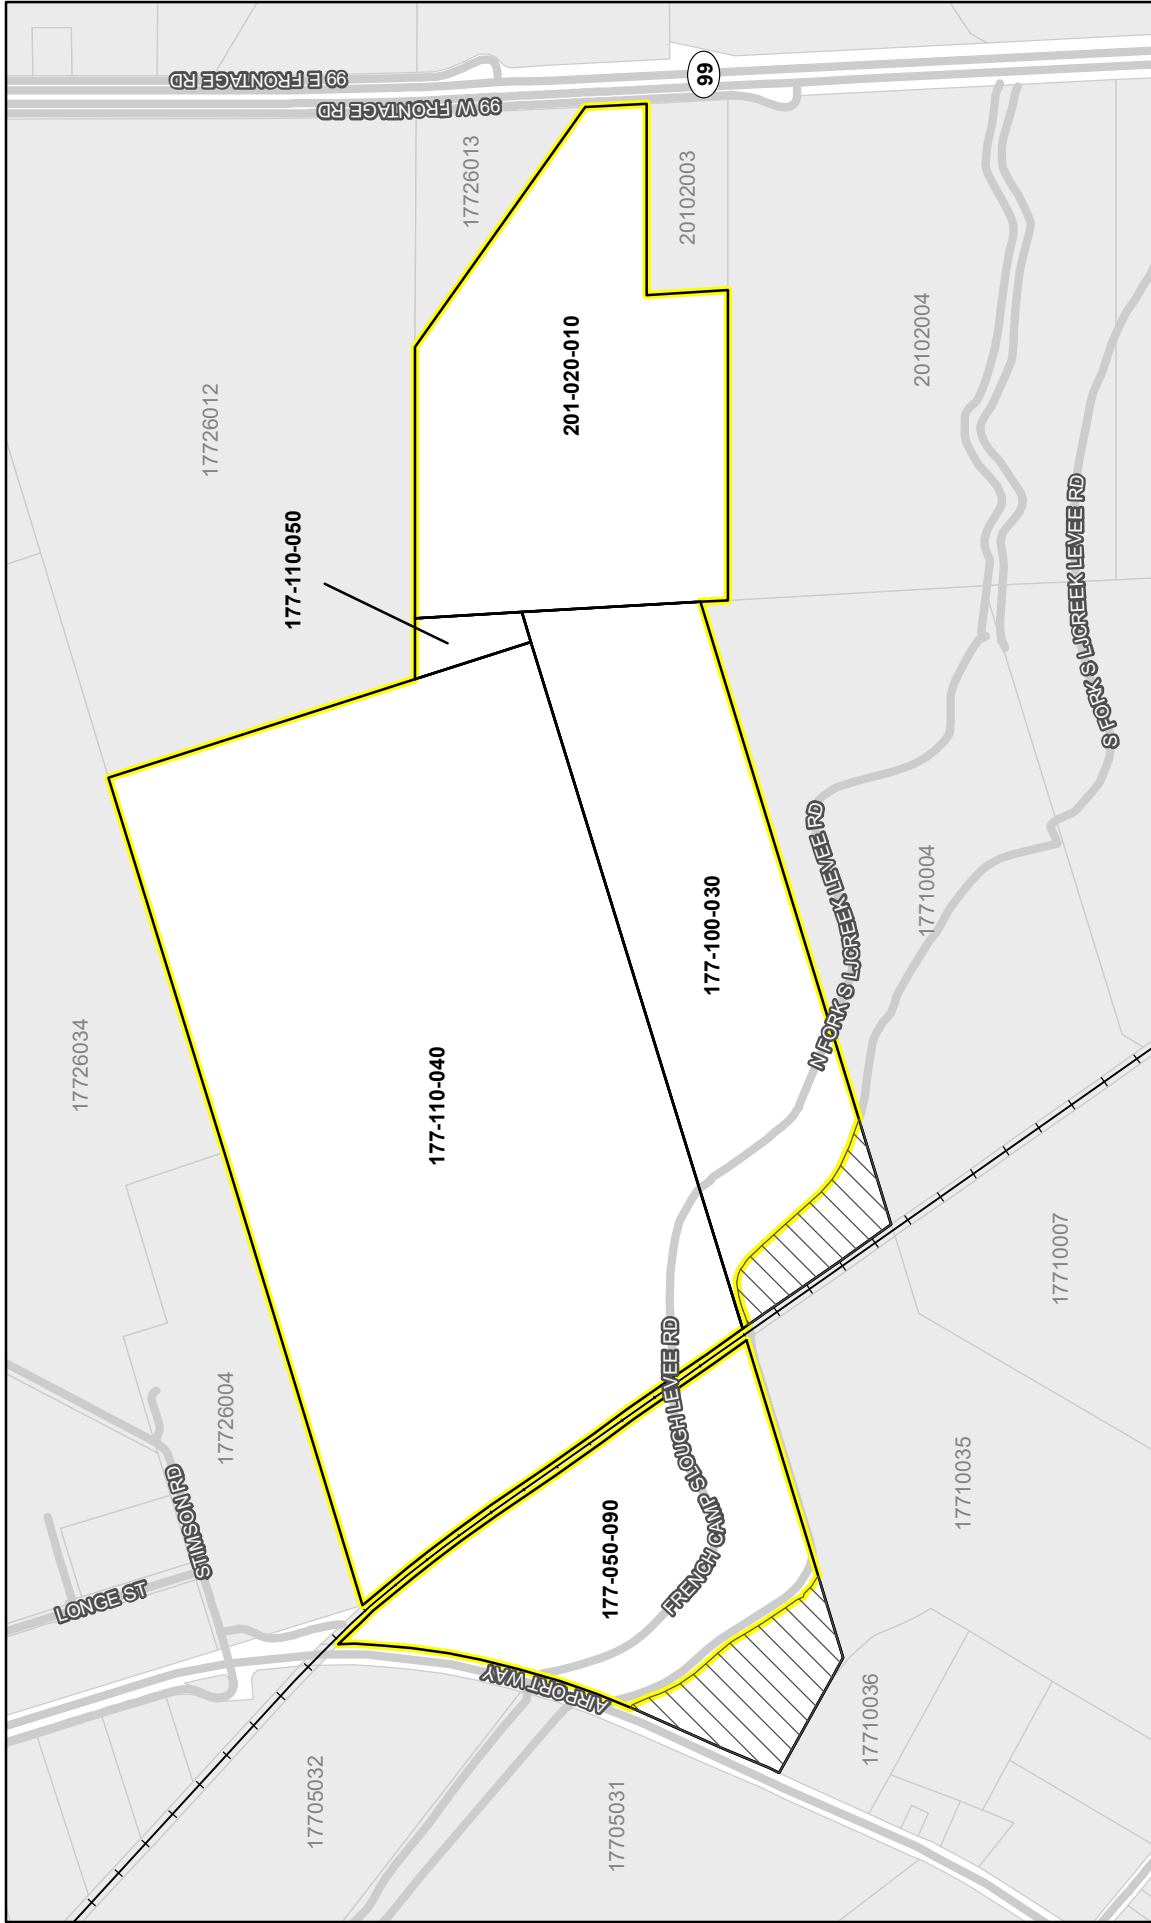 99 E FRONTAGE RD
99 W FRONTAGE RD
99
17726013
20102003
201-020-010
20102004
17726012
177-110-050
S FORK S LJCREEK LEVEE RD
N FORK S LJCREEK LEVEE RD
17710004
177-100-030
177-110-040
17726034
17710007
FRENCH CAMP SLOUGH LEVEE RD
17726004
STIMSON RD
LONGE ST
177-050-090
17710035
AIRPORT WAY
17710036
17705032
17705031